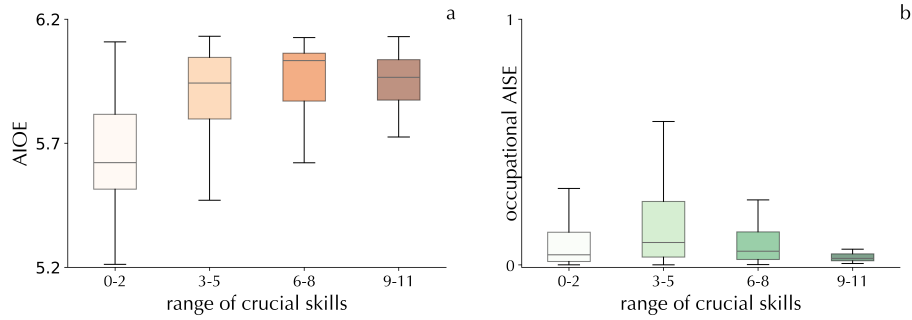 a
6.2
5.7
5.2
AIOE
0-2 3-5 6-8 9-11
range of crucial skills
b
1
0
occupational AISE
0-2 3-5 6-8 9-11
range of crucial skills